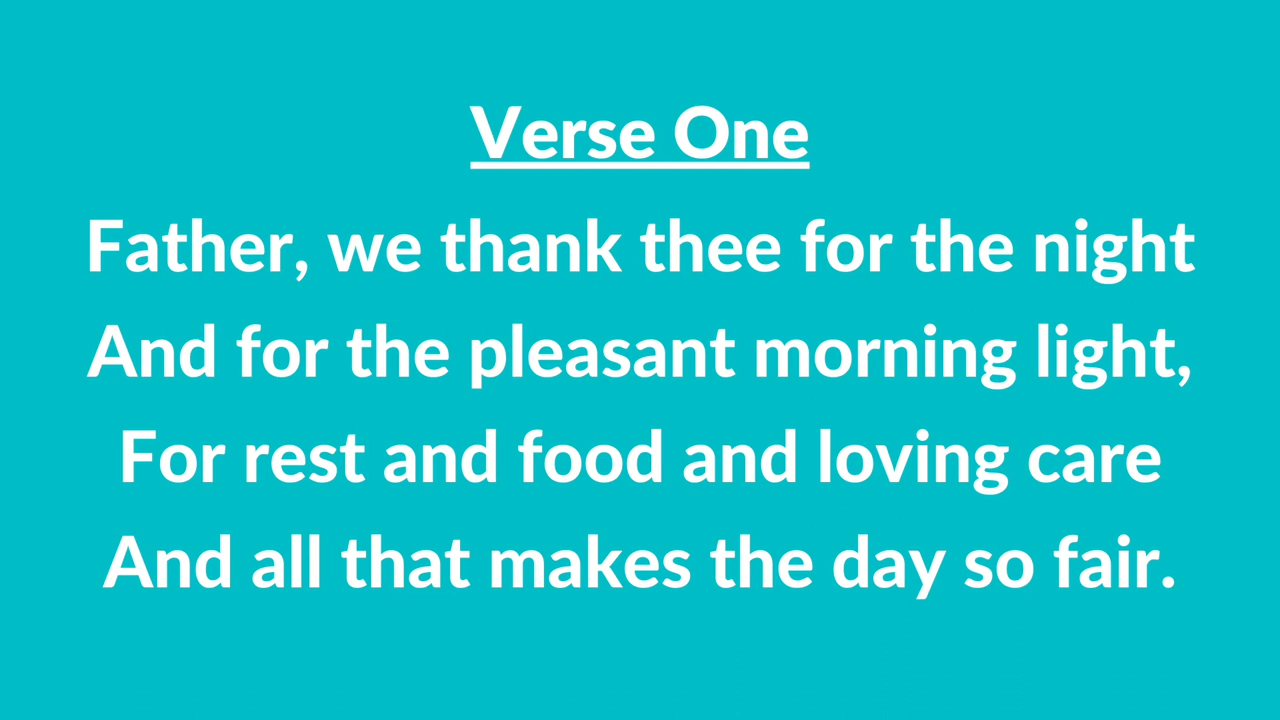 Verse One
Father, we thank thee for the night
And for the pleasant morning light,
For rest and food and loving care
And all that makes the day so fair.